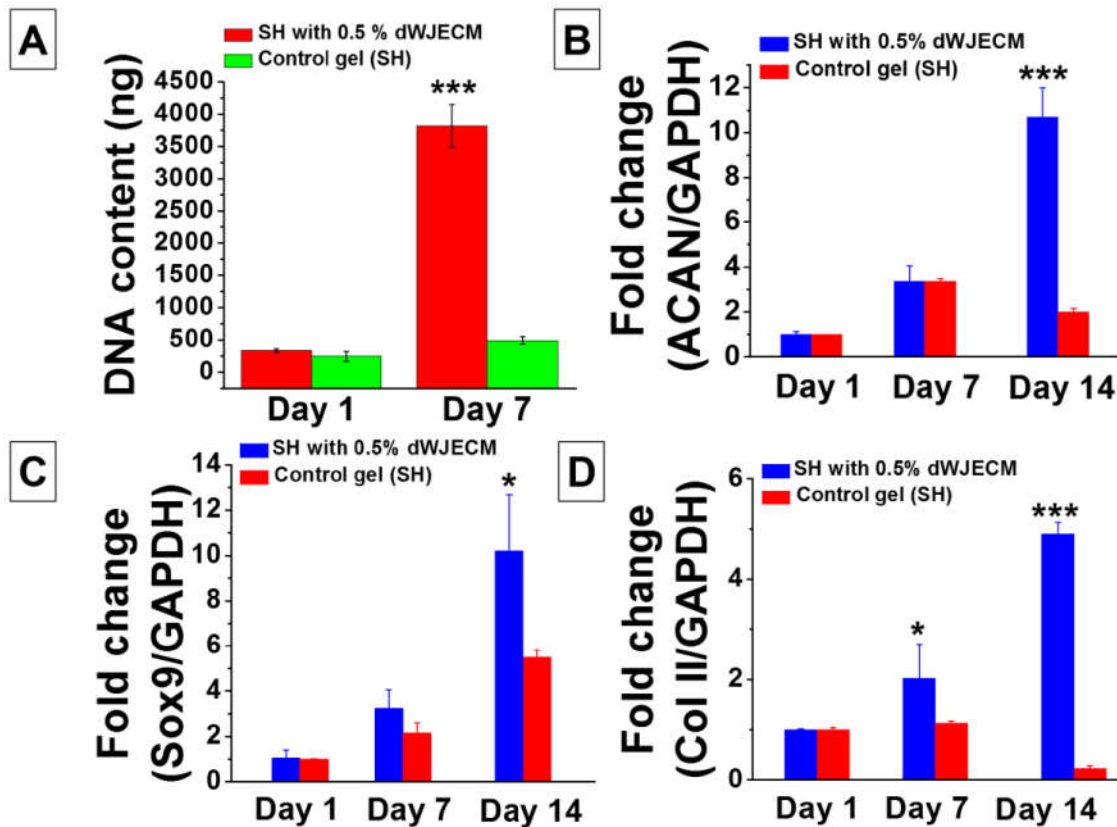 A
SH with 0.5 % dWJECM
Control gel (SH)
DNA content (ng)
4500
4000
3500
3000
2500
2000
1500
1000
500
0
***
Day 1 Day 7
B
SH with 0.5% dWJECM
Control gel (SH)
Fold change
(ACAN/GAPDH)
12
10
8
6
4
2
0
***
Day 1 Day 7 Day 14
C
SH with 0.5% dWJECM
Control gel (SH)
Fold change
(Sox9/GAPDH)
14
12
10
8
6
4
2
0
*
Day 1 Day 7 Day 14
D
SH with 0.5% dWJECM
Control gel (SH)
Fold change
(Col II/GAPDH)
6
4
2
0
*
***
Day 1 Day 7 Day 14